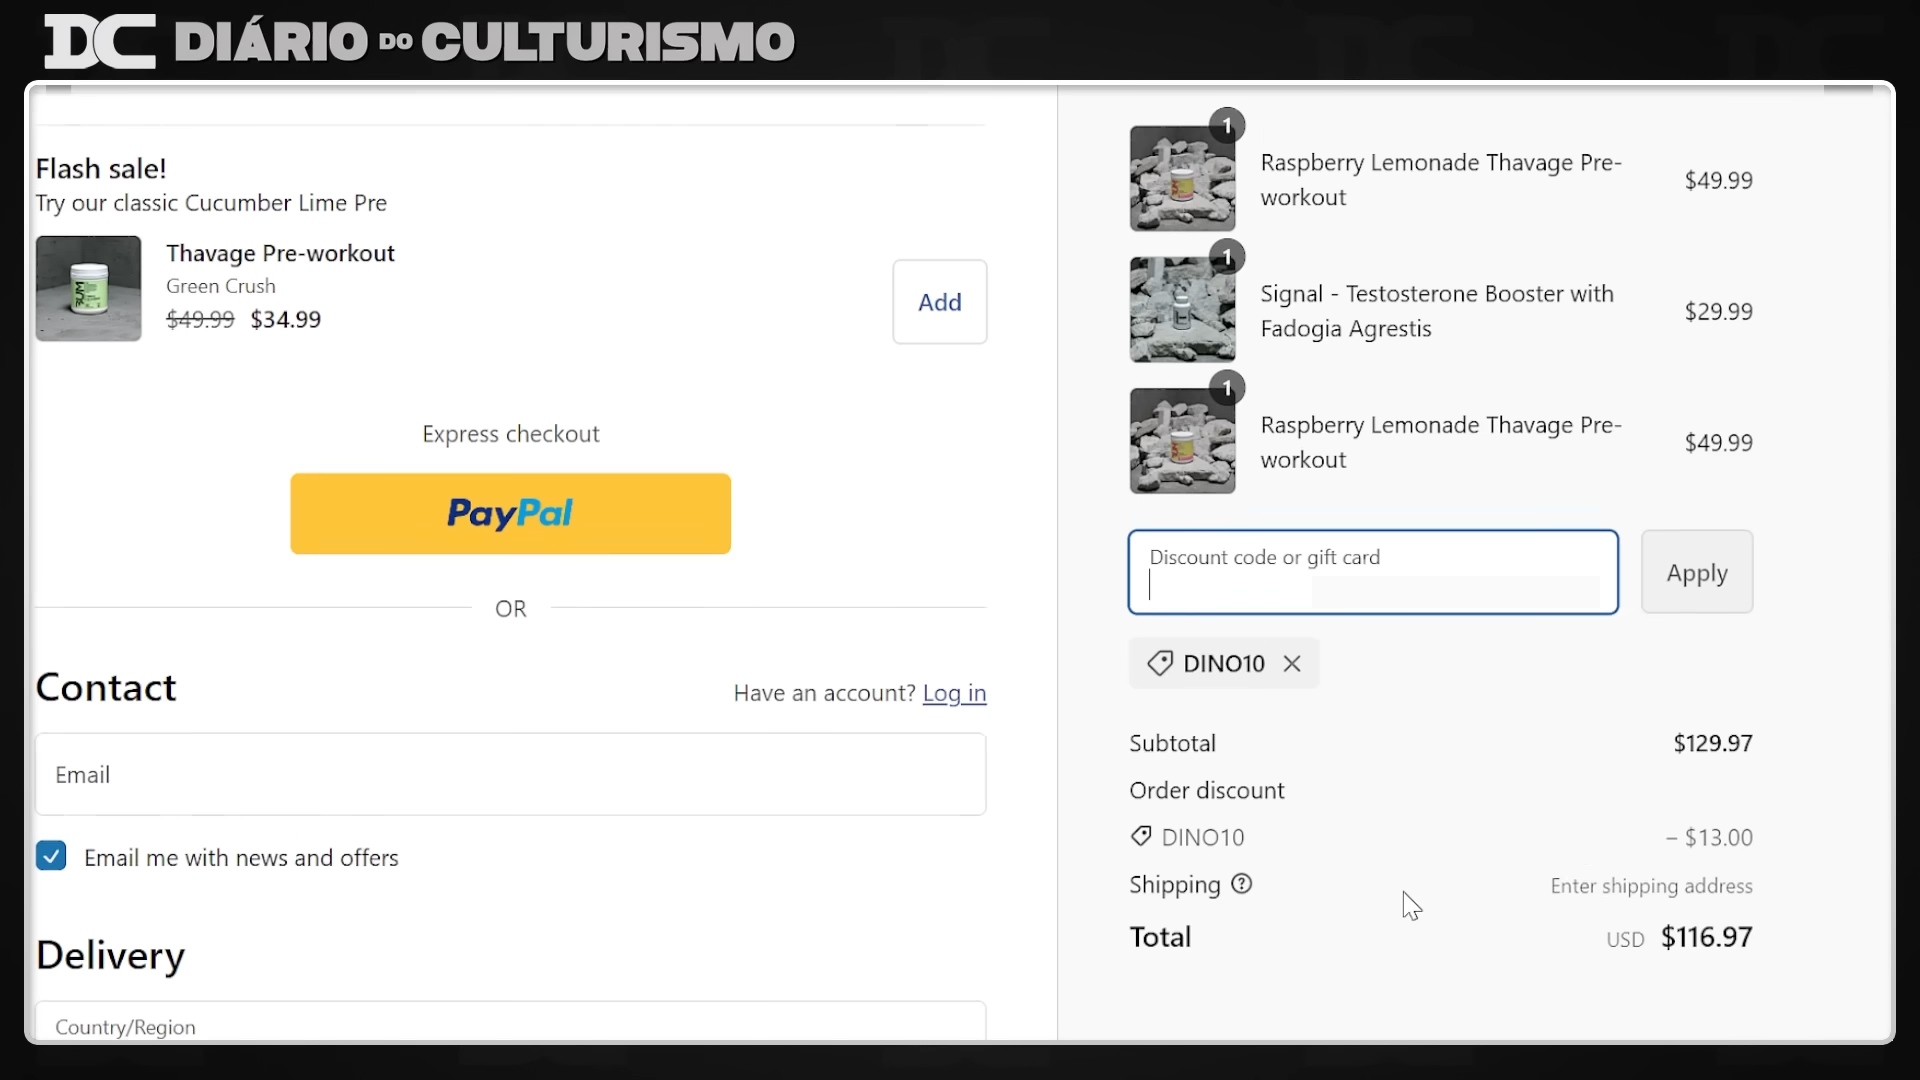 DC DIÁRIO DO CULTURISMO
Flash sale!
Try our classic Cucumber Lime Pre
Thavage Pre-workout
Green Crush
$49.99 $34.99
Add
Express checkout
PayPal
OR
Contact
Have an account? Log in
Email
Email me with news and offers
Delivery
Country/Region
1
Raspberry Lemonade Thavage Pre-
workout
$49.99
1
Signal - Testosterone Booster with
Fadogia Agrestis
$29.99
1
Raspberry Lemonade Thavage Pre-
workout
$49.99
Discount code or gift card
Apply
DINO10
Subtotal $129.97
Order discount
DINO10 – $13.00
Shipping Enter shipping address
Total USD $116.97